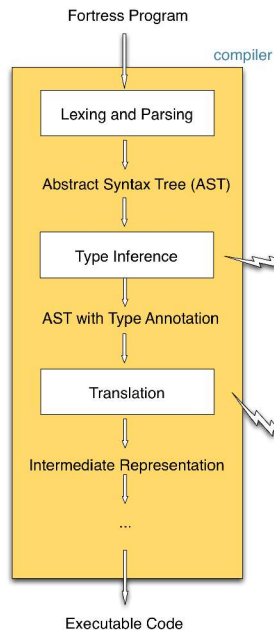 Fortress Program
compiler
Lexing and Parsing
Abstract Syntax Tree (AST)
Type Inference
AST with Type Annotation
Translation
Intermediate Representation
...
Executable Code